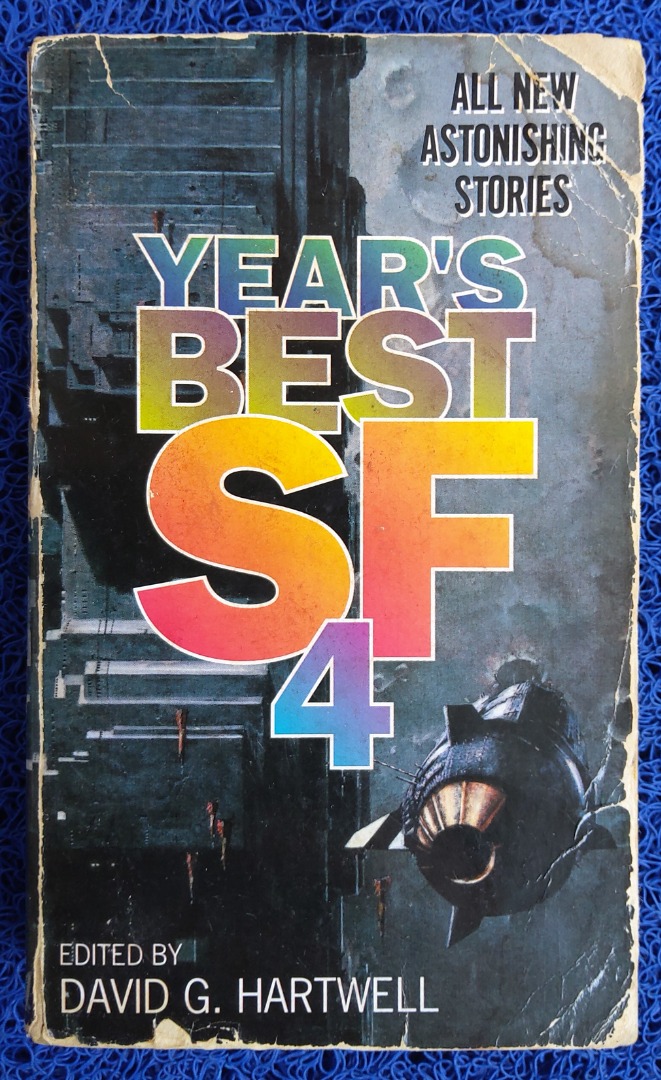 ALL NEW
ASTONISHING
STORIES
YEAR'S
BEST
SF
4
EDITED BY
DAVID G. HARTWELL